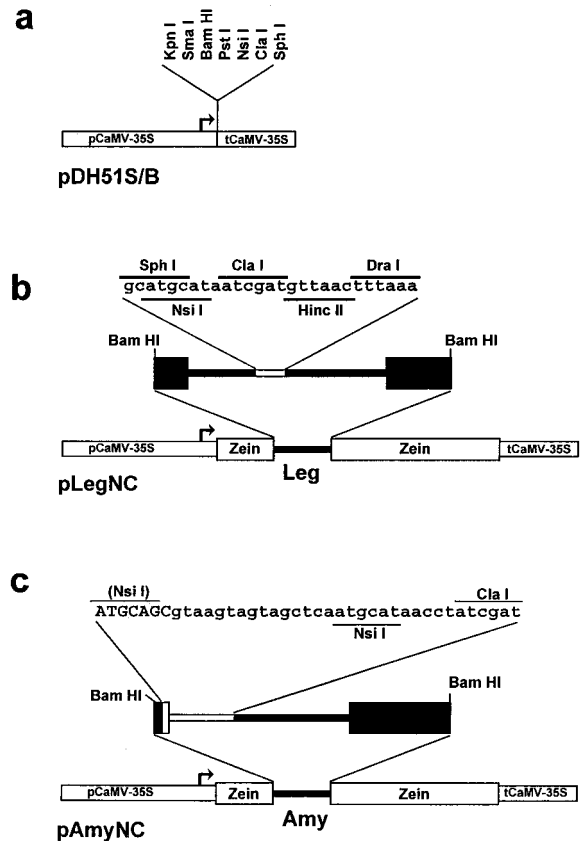 a
Kpn I
Sma I
Bam HI
Pst I
Nsi I
Cla I
Sph I
pCaMV-35S
tCaMV-35S
pDH51S/B
b
Sph I Cla I Dra I
gcatgcataatcgatgttaactttaaa
Nsi I Hinc II
Bam HI Bam HI
pCaMV-35S Zein Zein tCaMV-35S
Leg
pLegNC
c
(Nsi I) Cla I
ATGCAGCgtaagtagtagctcaatgcataacctatcgat
Nsi I
Bam HI Bam HI
pCaMV-35S Zein Zein tCaMV-35S
Amy
pAmyNC